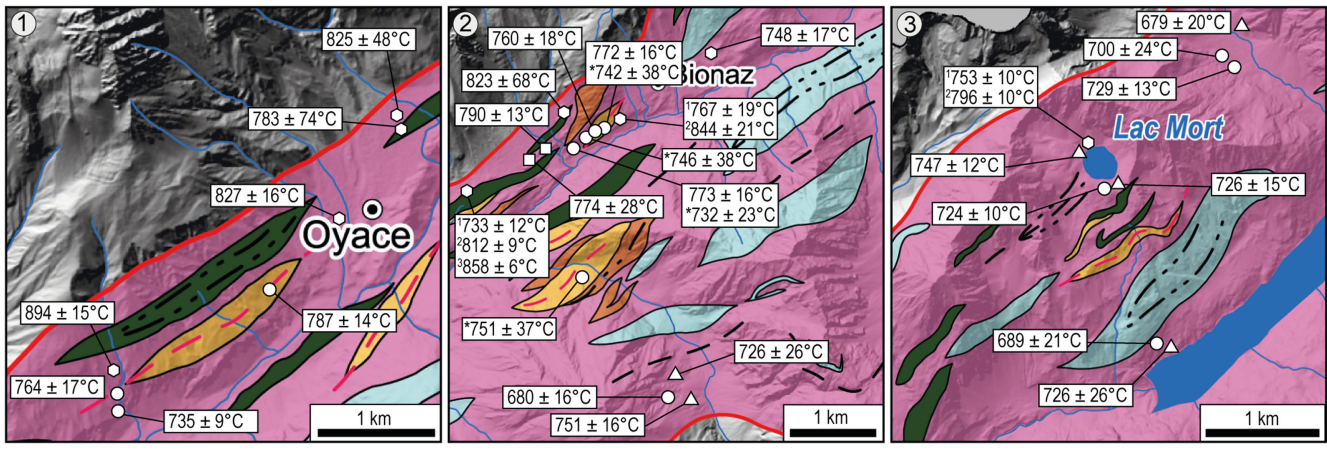 1
825 ± 48°C
783 ± 74°C
827 ± 16°C
Oyace
894 ± 15°C
787 ± 14°C
764 ± 17°C
735 ± 9°C
1 km
2
760 ± 18°C
772 ± 16°C
*742 ± 38°C
748 ± 17°C
Bionaz
823 ± 68°C
790 ± 13°C
¹767 ± 19°C
²844 ± 21°C
*746 ± 38°C
773 ± 16°C
*732 ± 23°C
774 ± 28°C
¹733 ± 12°C
²812 ± 9°C
³858 ± 6°C
*751 ± 37°C
726 ± 26°C
680 ± 16°C
751 ± 16°C
1 km
3
679 ± 20°C
700 ± 24°C
729 ± 13°C
¹753 ± 10°C
²796 ± 10°C
Lac Mort
747 ± 12°C
726 ± 15°C
724 ± 10°C
689 ± 21°C
726 ± 26°C
1 km